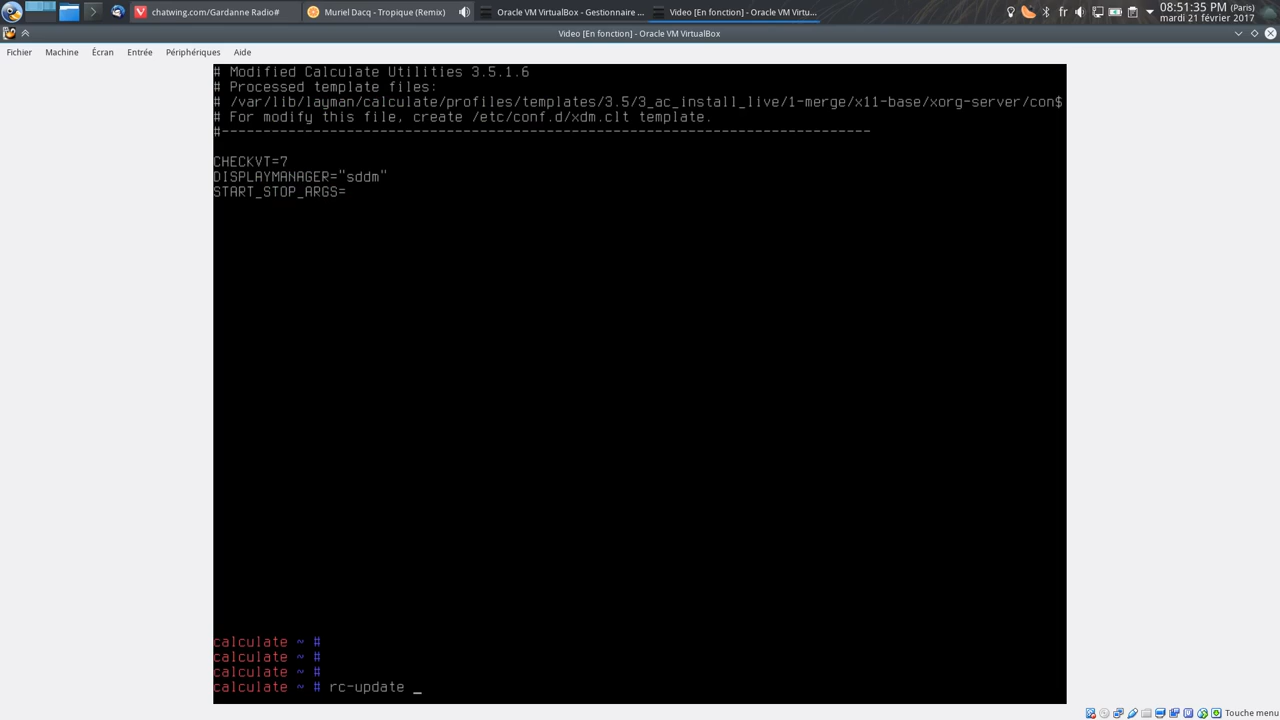 chatwing.com/Gardanne Radio#
Muriel Dacq - Tropique (Remix)
Oracle VM VirtualBox - Gestionnaire ...
Video [En fonction] - Oracle VM Virtu...
fr
08:51:35 PM (Paris)
mardi 21 février 2017
Video [En fonction] - Oracle VM VirtualBox
Fichier Machine Écran Entrée Périphériques Aide
# Modified Calculate Utilities 3.5.1.6
# Processed template files:
# /var/lib/layman/calculate/profiles/templates/3.5/3_ac_install_live/1-merge/x11-base/xorg-server/con$
# For modify this file, create /etc/conf.d/xdm.clt template.
#------------------------------------------------------------------------------
CHECKVT=7
DISPLAYMANAGER="sddm"
START_STOP_ARGS=
calculate ~ #
calculate ~ #
calculate ~ #
calculate ~ # rc-update _
Touche menu